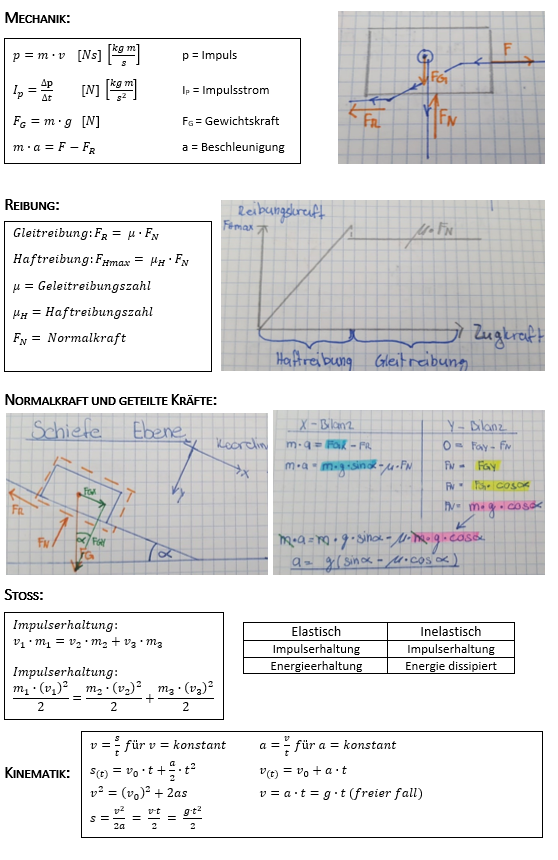 MECHANIK:
p = m · v [Ns] [kg m / s] p = Impuls
I_p = Δp/Δt [N] [kg m / s²] I_P = Impulsstrom
F_G = m · g [N] F_G = Gewichtskraft
m · a = F − F_R a = Beschleunigung
F
F_G
F_R
F_N
REIBUNG:
Gleitreibung: F_R = μ · F_N
Haftreibung: F_Hmax = μ_H · F_N
μ = Geleitreibungszahl
μ_H = Haftreibungszahl
F_N = Normalkraft
Reibungskraft
F_Hmax
μ · F_N
Zugkraft
Haftreibung Gleitreibung
NORMALKRAFT UND GETEILTE KRÄFTE:
Schiefe Ebene
Koordin
x
y
F_R
F_N
F_GX
F_GY
F_G
α
α
X - Bilanz
m · a = F_GX − F_R
m · a = m · g · sinα − μ · F_N
Y - Bilanz
0 = F_GY − F_N
F_N = F_GY
F_N = F_G · cosα
F_N = m · g · cosα
m · a = m · g · sinα − μ · m · g · cosα
a = g(sinα − μ · cosα)
STOSS:
Impulserhaltung:
v₁ · m₁ = v₂ · m₂ + v₃ · m₃
Impulserhaltung:
m₁ · (v₁)² / 2 = m₂ · (v₂)² / 2 + m₃ · (v₃)² / 2
Elastisch Inelastisch
Impulserhaltung Impulserhaltung
Energieerhaltung Energie dissipiert
KINEMATIK:
v = s/t für v = konstant a = v/t für a = konstant
s(t) = v₀ · t + a/2 · t² v(t) = v₀ + a · t
v² = (v₀)² + 2as v = a · t = g · t (freier fall)
s = v²/2a = v·t/2 = g·t²/2